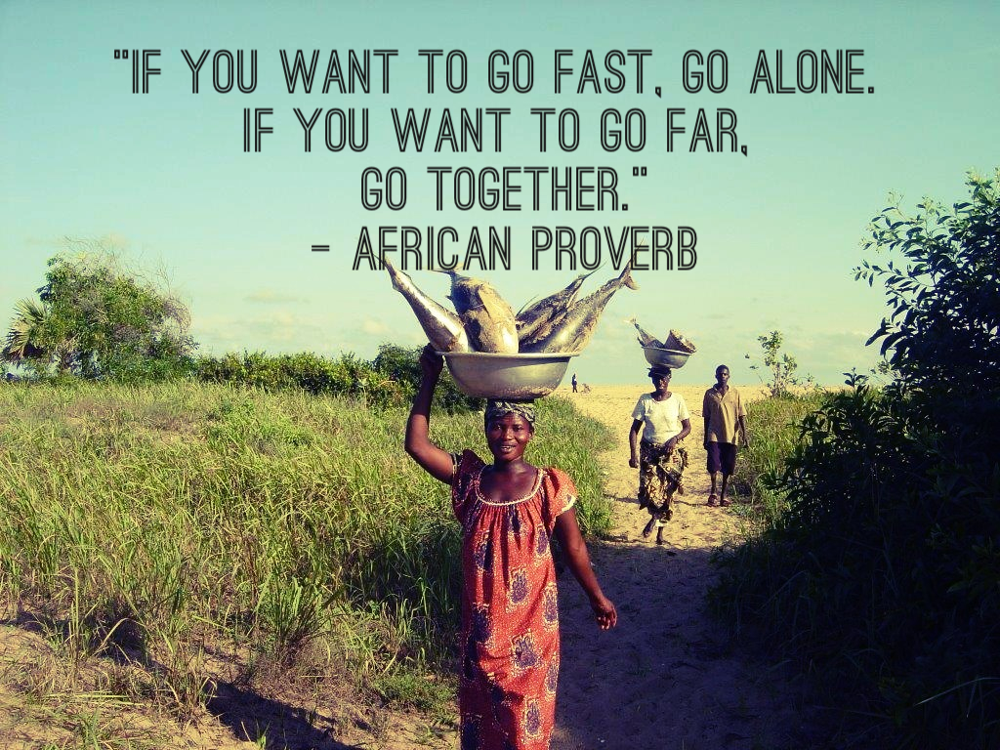 "IF YOU WANT TO GO FAST, GO ALONE.
IF YOU WANT TO GO FAR,
GO TOGETHER."
- AFRICAN PROVERB